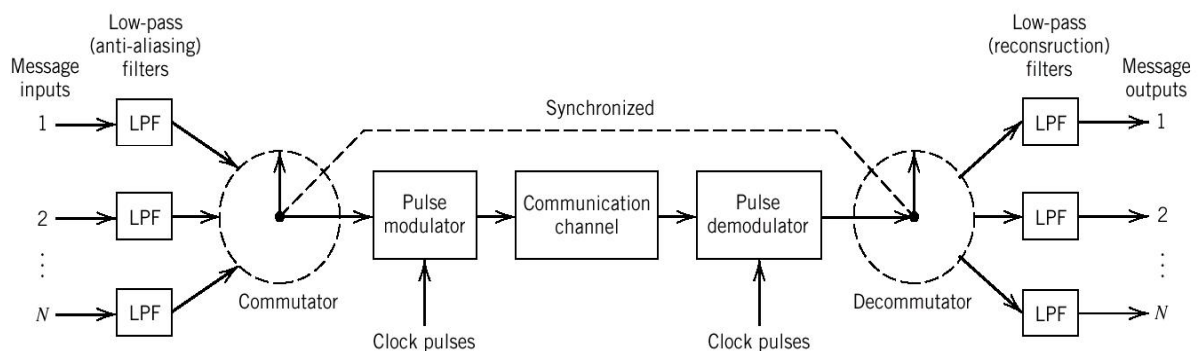 Low-pass
(anti-aliasing)
filters
Message
inputs
1
LPF
2
LPF
⋮
N
LPF
Commutator
Synchronized
Pulse
modulator
Clock pulses
Communication
channel
Pulse
demodulator
Clock pulses
Decommutator
Low-pass
(reconsruction)
filters
Message
outputs
LPF
1
LPF
2
⋮
LPF
N